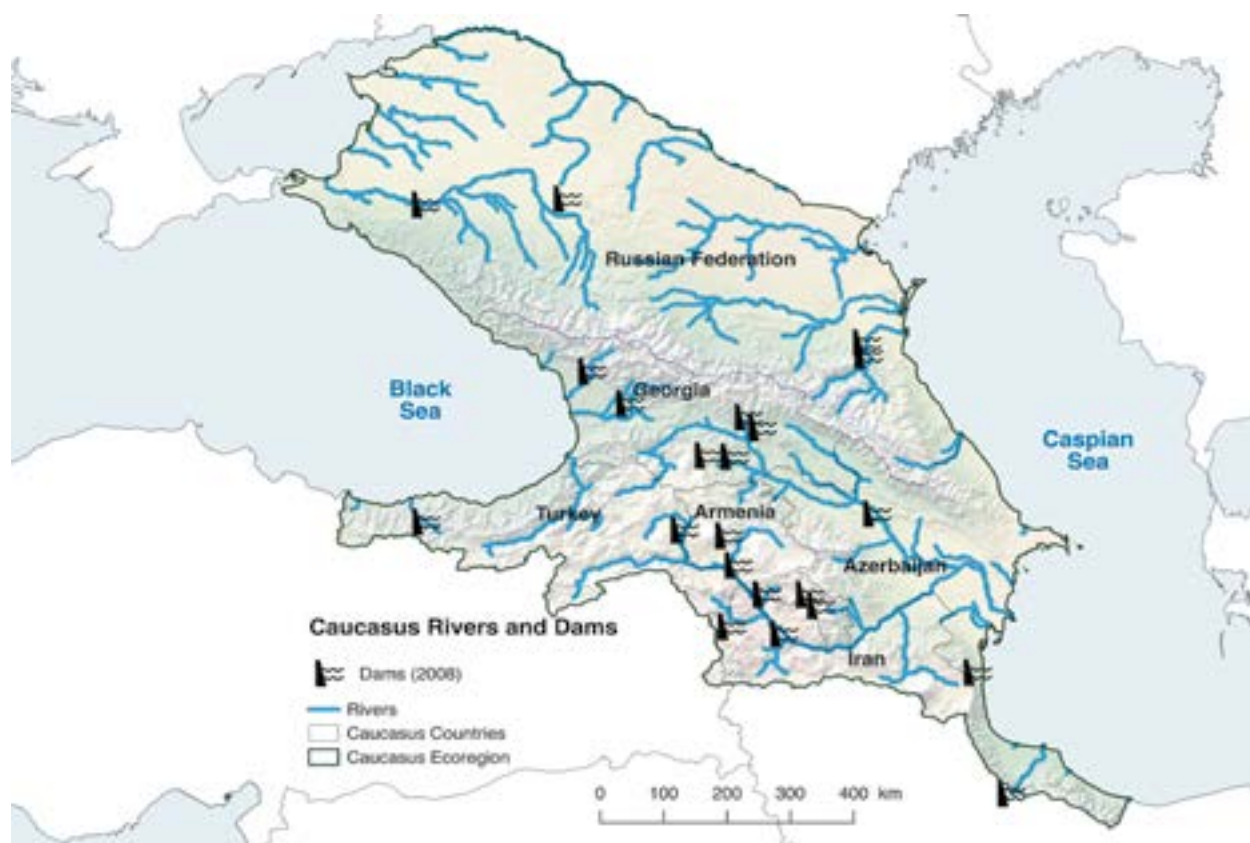 Russian Federation
Black
Sea
Georgia
Caspian
Sea
Turkey
Armenia
Azerbaijan
Caucasus Rivers and Dams
Iran
Dams (2008)
Rivers
Caucasus Countries
Caucasus Ecoregion
0 100 200 300 400 km